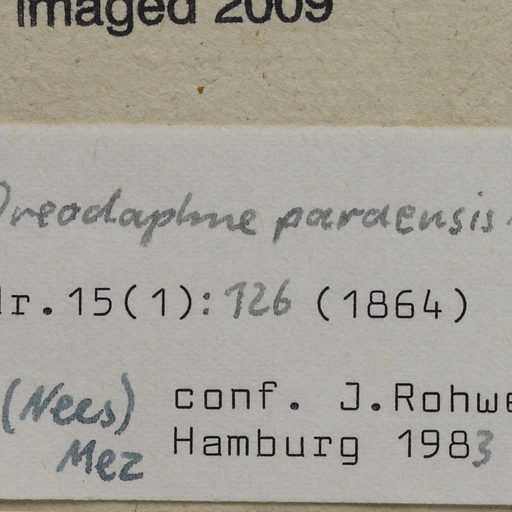 Imaged 2009
Oreodaphne paraensis
r.15(1):126 (1864)
(Nees) conf. J.Rohwe
Mez Hamburg 1983